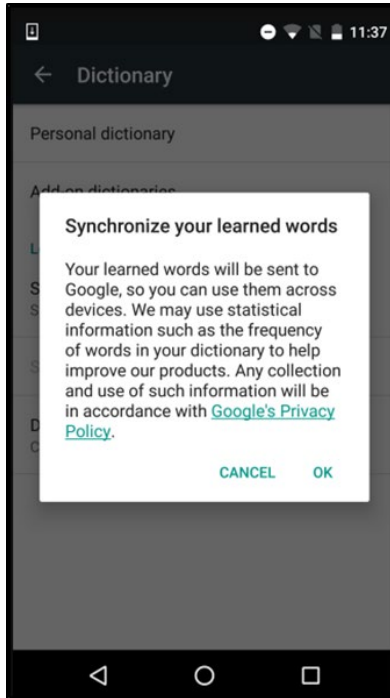 11:37
Dictionary
Personal dictionary
Add-on dictionaries
Synchronize your learned words
Your learned words will be sent to
Google, so you can use them across
devices. We may use statistical
information such as the frequency
of words in your dictionary to help
improve our products. Any collection
and use of such information will be
in accordance with Google's Privacy
Policy.
CANCEL OK